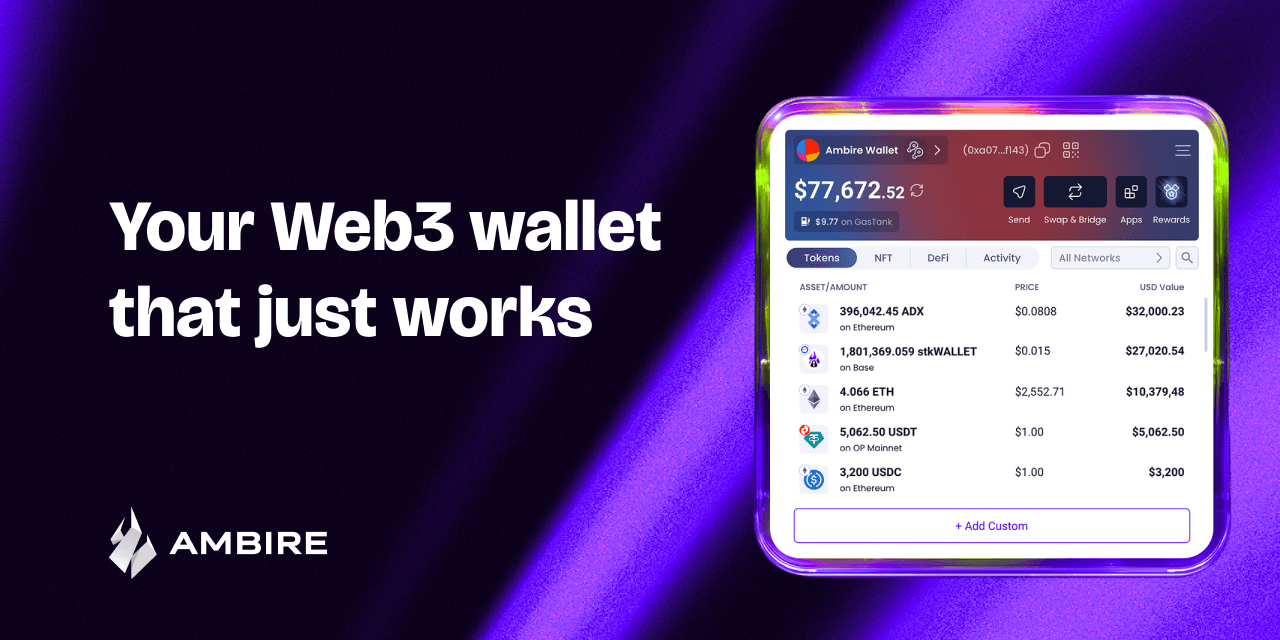 Your Web3 wallet
that just works
AMBIRE
Ambire Wallet
(0xa07...f143)
$77,672.52
$9.77 on GasTank
Send
Swap & Bridge
Apps
Rewards
Tokens
NFT
DeFi
Activity
All Networks
ASSET/AMOUNT
PRICE
USD Value
396,042.45 ADX
$0.0808
$32,000.23
on Ethereum
1,801,369.059 stkWALLET
$0.015
$27,020.54
on Base
4.066 ETH
$2,552.71
$10,379,48
on Ethereum
5,062.50 USDT
$1.00
$5,062.50
on OP Mainnet
3,200 USDC
$1.00
$3,200
on Ethereum
+ Add Custom